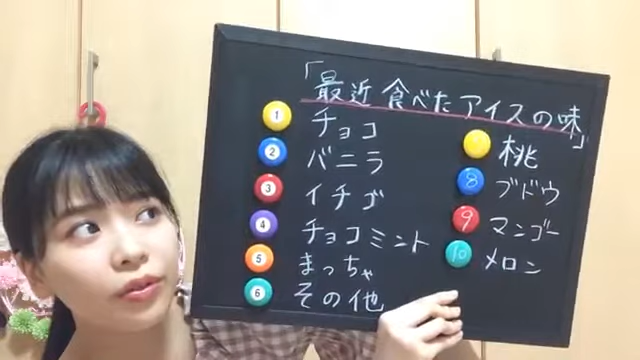 「最近食べたアイスの味」
1 チョコ
2 バニラ
3 イチゴ
4 チョコミント
5 まっちゃ
6 その他
桃
8 ブドウ
9 マンゴー
10 メロン